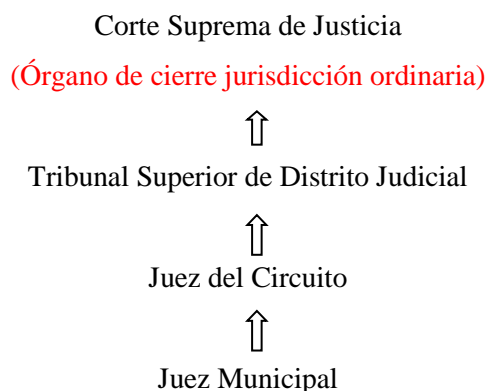 Corte Suprema de Justicia
(Órgano de cierre jurisdicción ordinaria)
Tribunal Superior de Distrito Judicial
Juez del Circuito
Juez Municipal